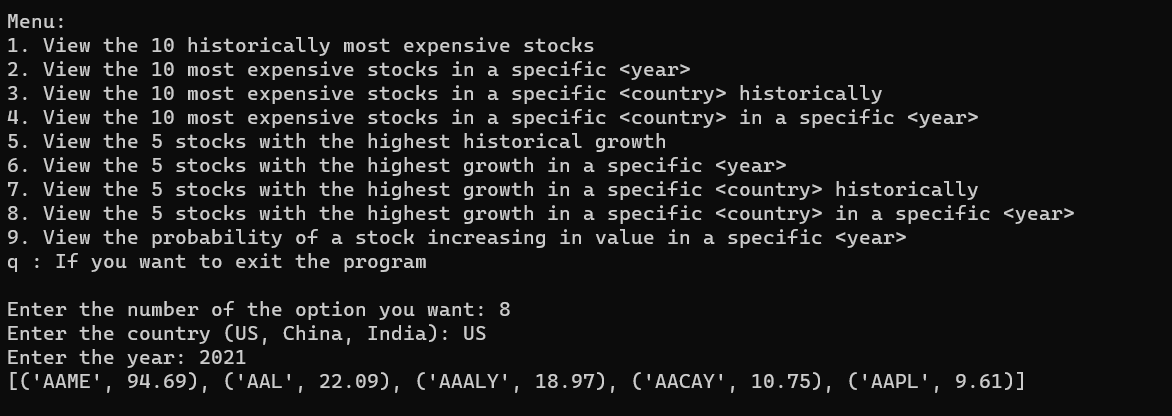 Menu:
1. View the 10 historically most expensive stocks
2. View the 10 most expensive stocks in a specific <year>
3. View the 10 most expensive stocks in a specific <country> historically
4. View the 10 most expensive stocks in a specific <country> in a specific <year>
5. View the 5 stocks with the highest historical growth
6. View the 5 stocks with the highest growth in a specific <year>
7. View the 5 stocks with the highest growth in a specific <country> historically
8. View the 5 stocks with the highest growth in a specific <country> in a specific <year>
9. View the probability of a stock increasing in value in a specific <year>
q : If you want to exit the program
Enter the number of the option you want: 8
Enter the country (US, China, India): US
Enter the year: 2021
[('AAME', 94.69), ('AAL', 22.09), ('AAALY', 18.97), ('AACAY', 10.75), ('AAPL', 9.61)]